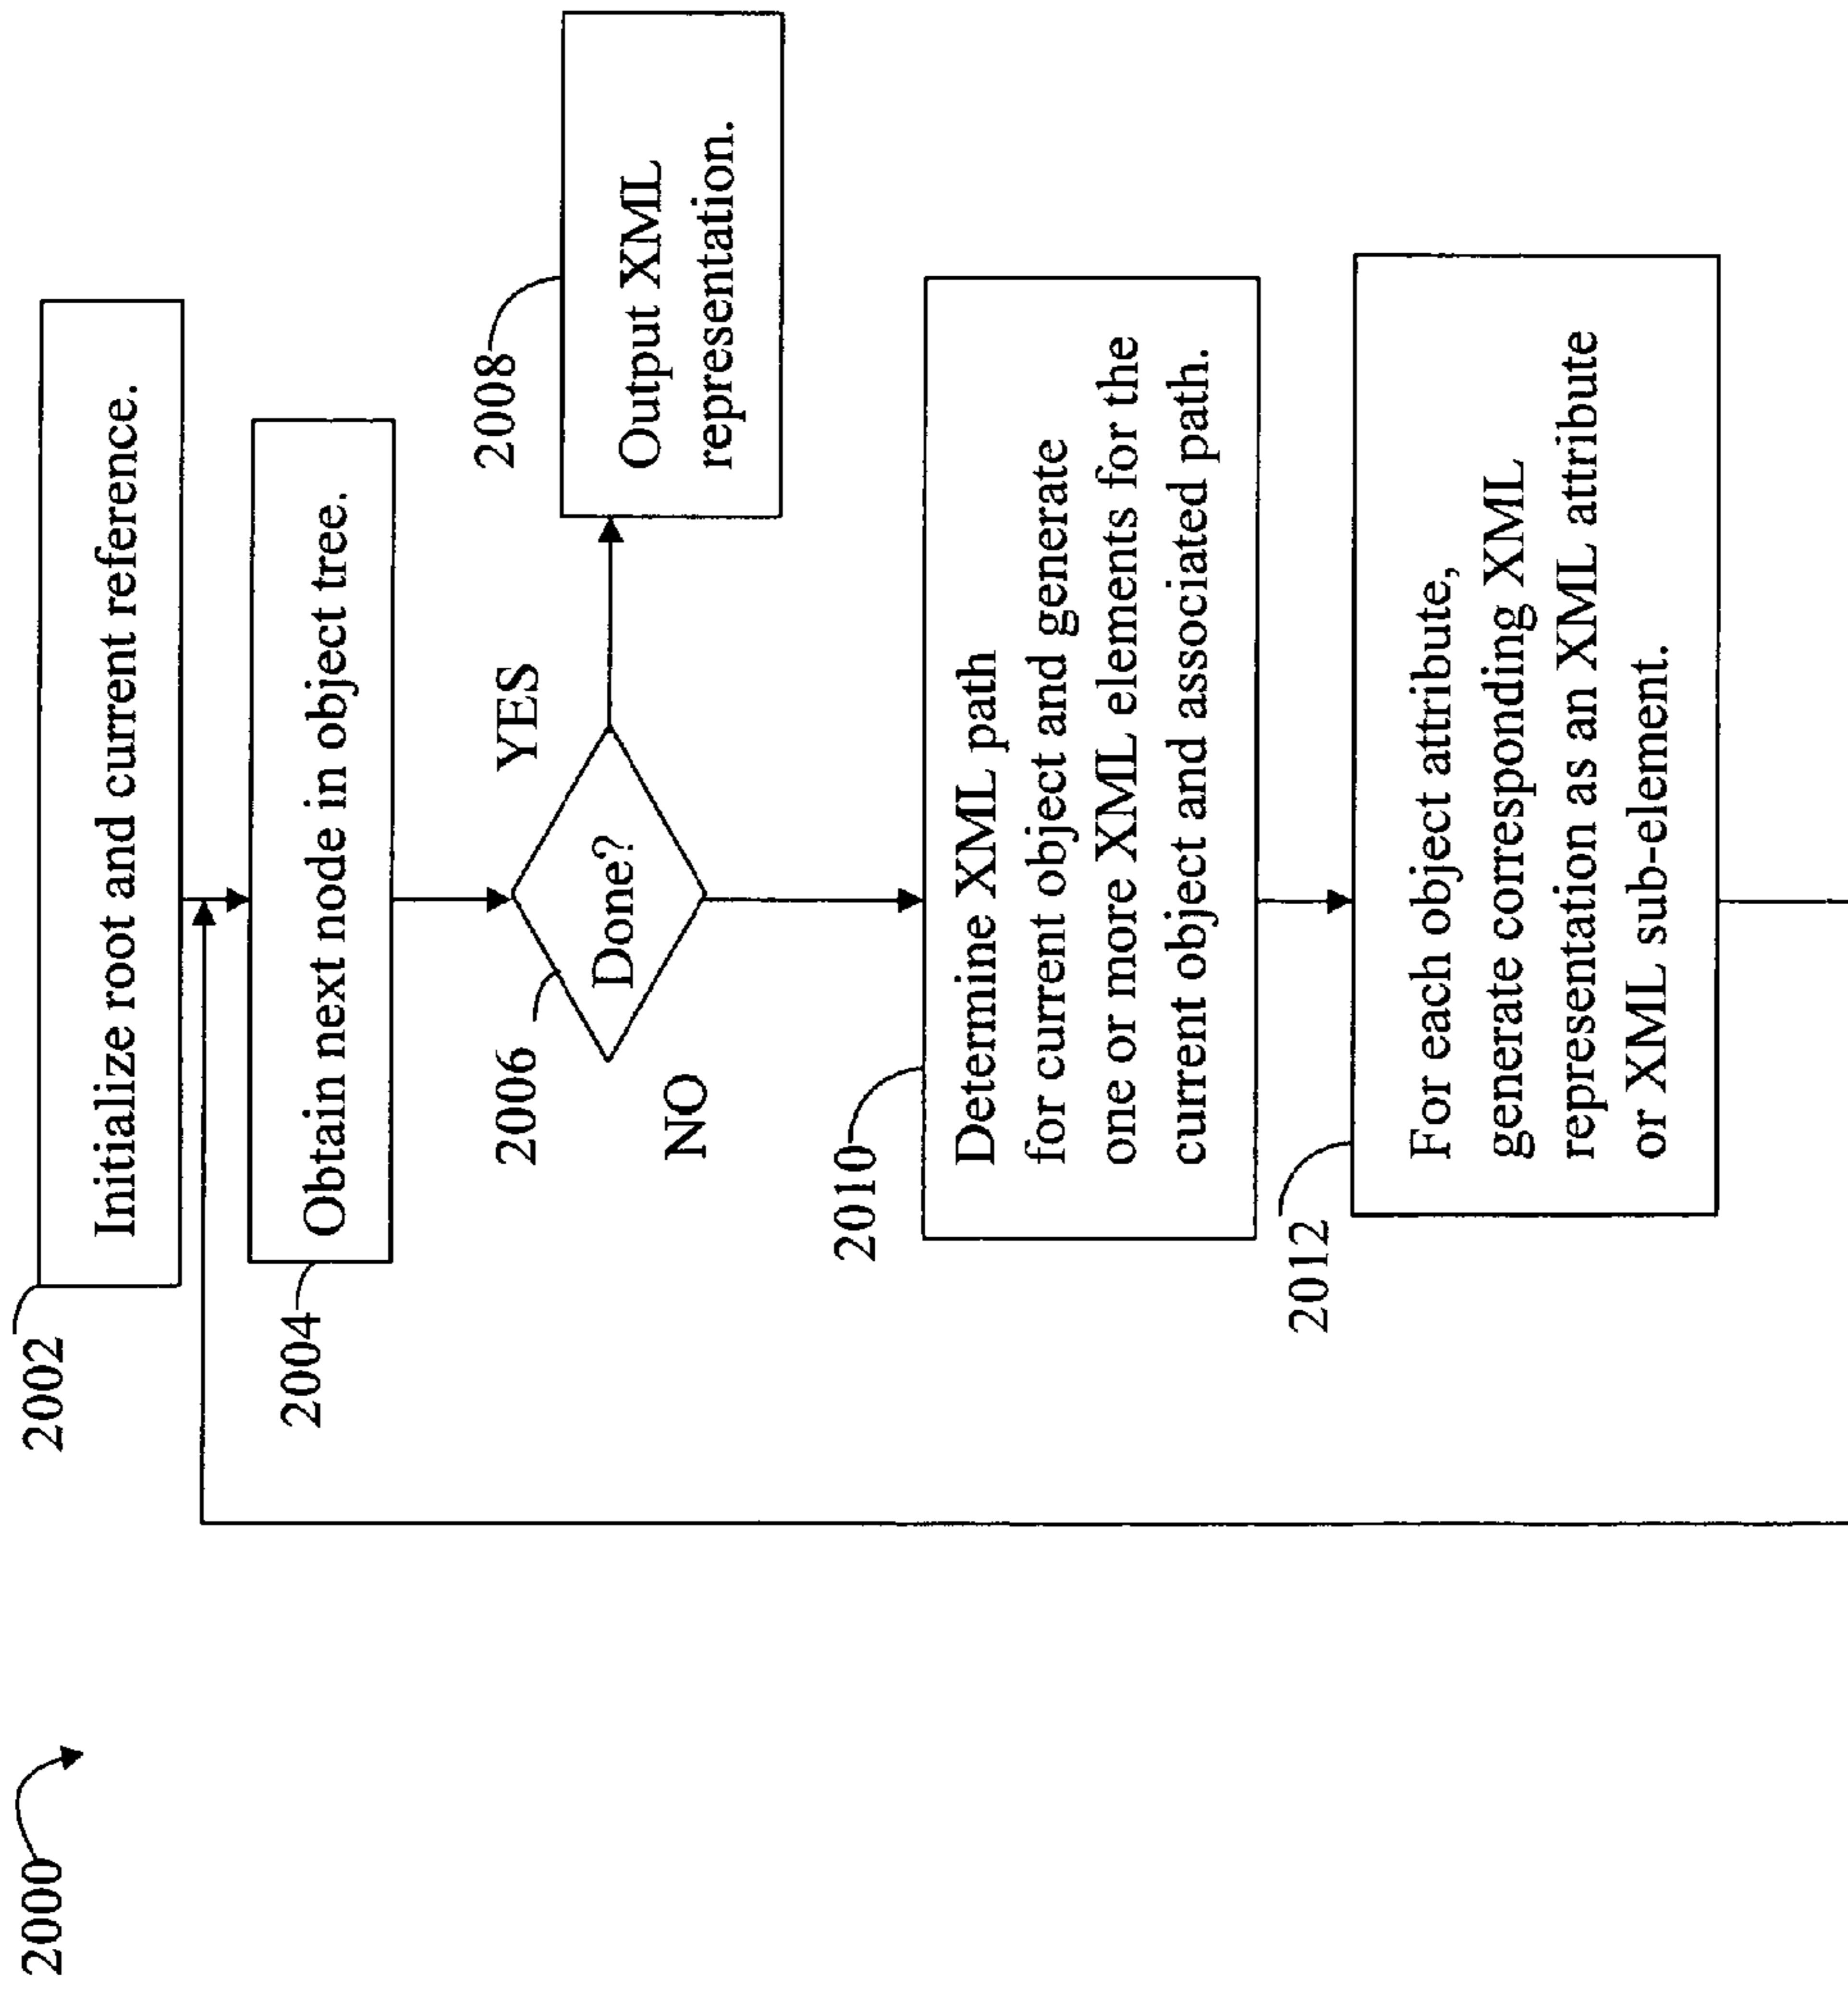 2000
2002
Initialize root and current reference.
2004
Obtain next node in object tree.
2006
Done?
YES
NO
2008
Output XML
representation.
2010
Determine XML path
for current object and generate
one or more XML elements for the
current object and associated path.
2012
For each object attribute,
generate corresponding XML
representation as an XML attribute
or XML sub-element.